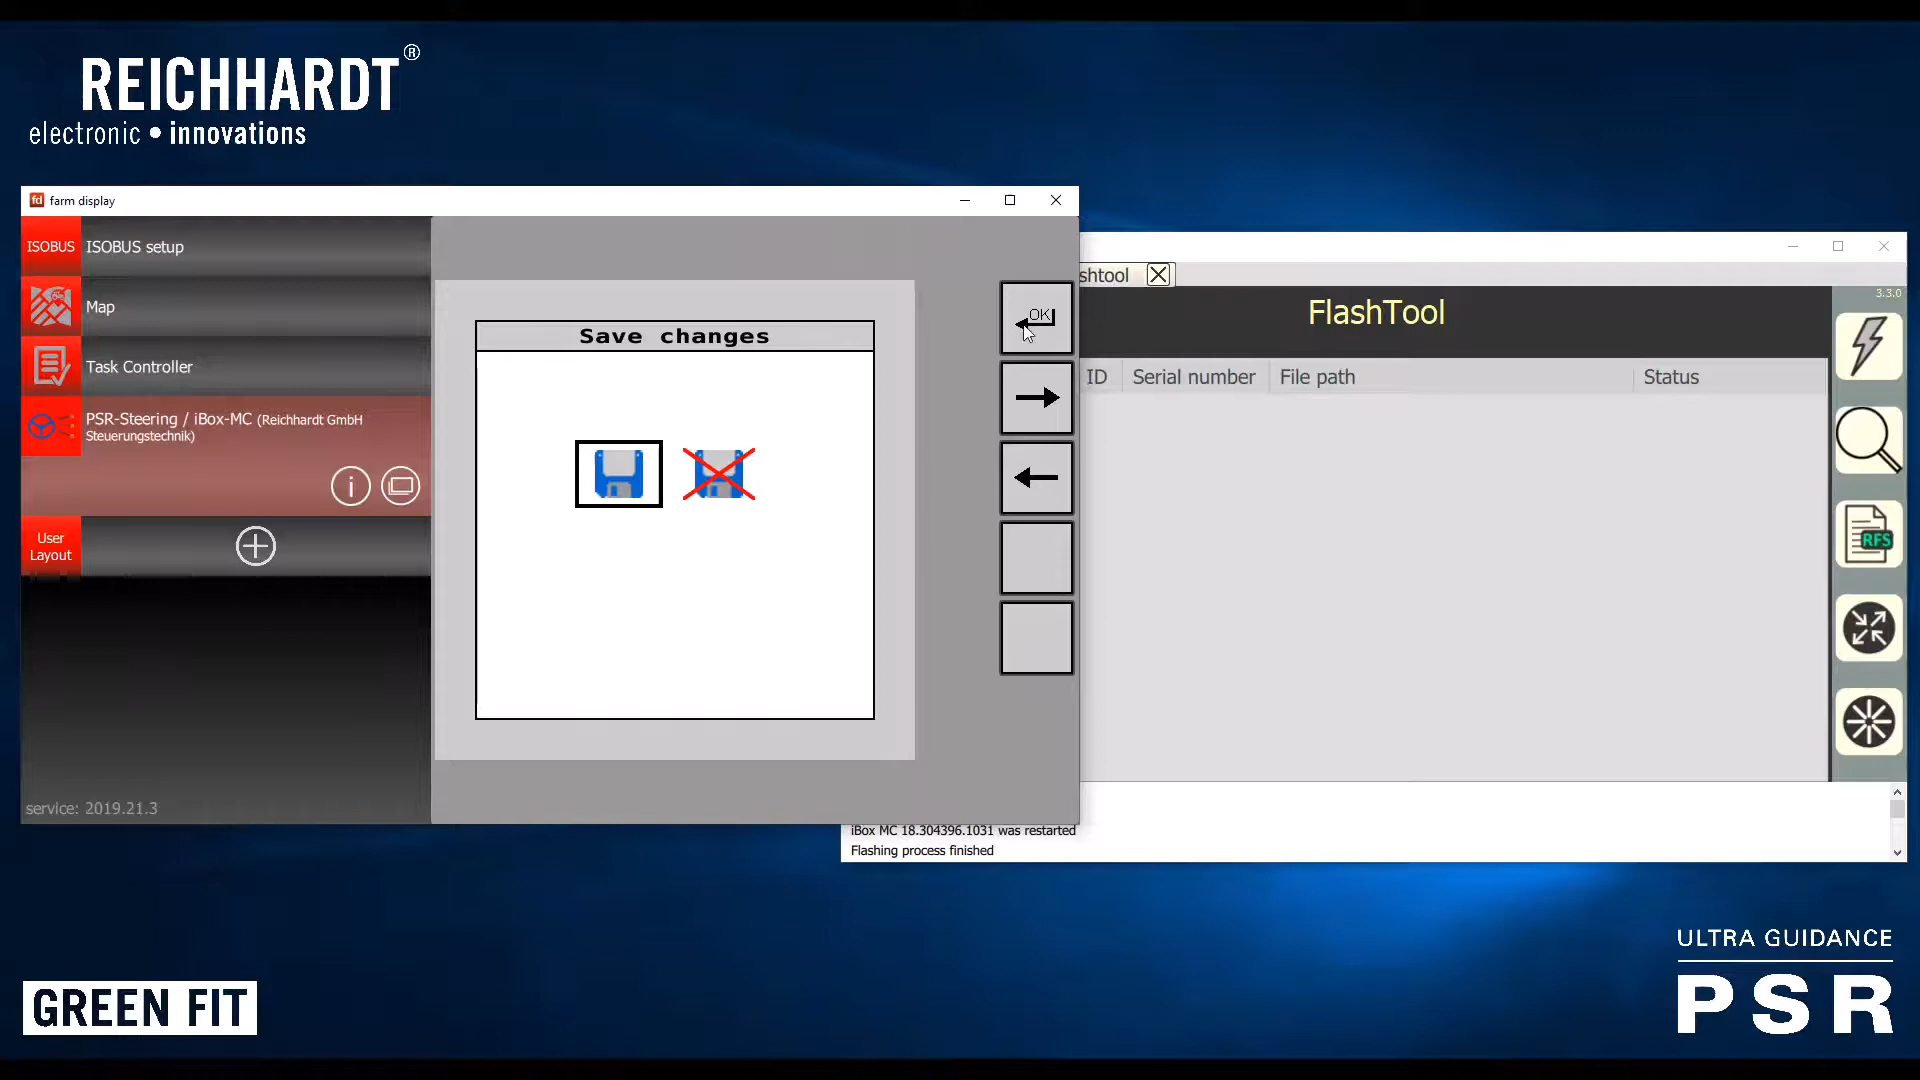 REICHHARDT®
electronic • innovations
fd farm display
ISOBUS ISOBUS setup
Map
Task Controller
PSR-Steering / iBox-MC (Reichhardt GmbH
Steuerungstechnik)
i
User
Layout
service: 2019.21.3
Save changes
OK
shtool
FlashTool
3.3.0
ID Serial number File path Status
RFS
iBox MC 18.304396.1031 was restarted
Flashing process finished
GREEN FIT
ULTRA GUIDANCE
PSR